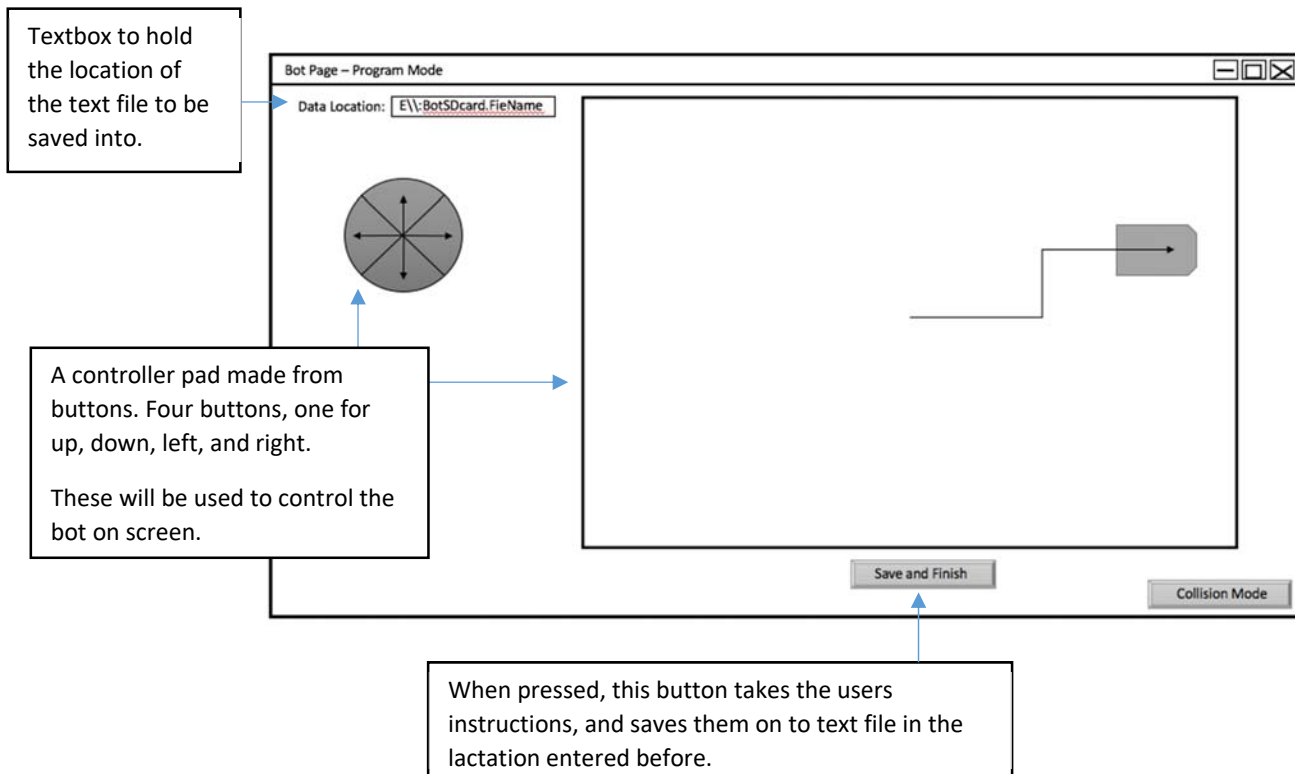 Textbox to hold
the location of
the text file to be
saved into.
Bot Page – Program Mode
Data Location: E\\:BotSDcard.FieName
A controller pad made from
buttons. Four buttons, one for
up, down, left, and right.
These will be used to control the
bot on screen.
Save and Finish
Collision Mode
When pressed, this button takes the users
instructions, and saves them on to text file in the
lactation entered before.